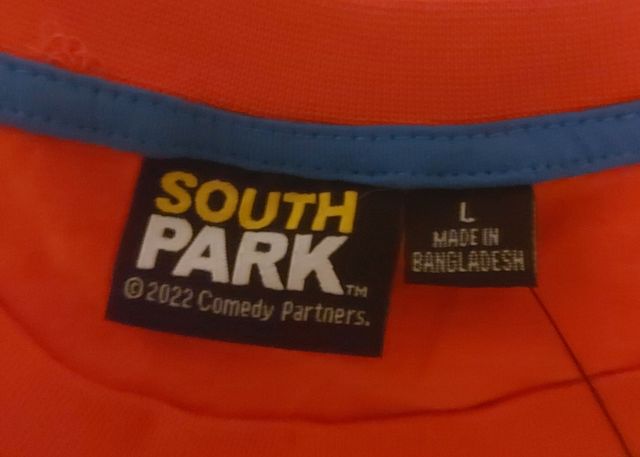 SOUTH
PARK™
©2022 Comedy Partners.
L
MADE IN
BANGLADESH